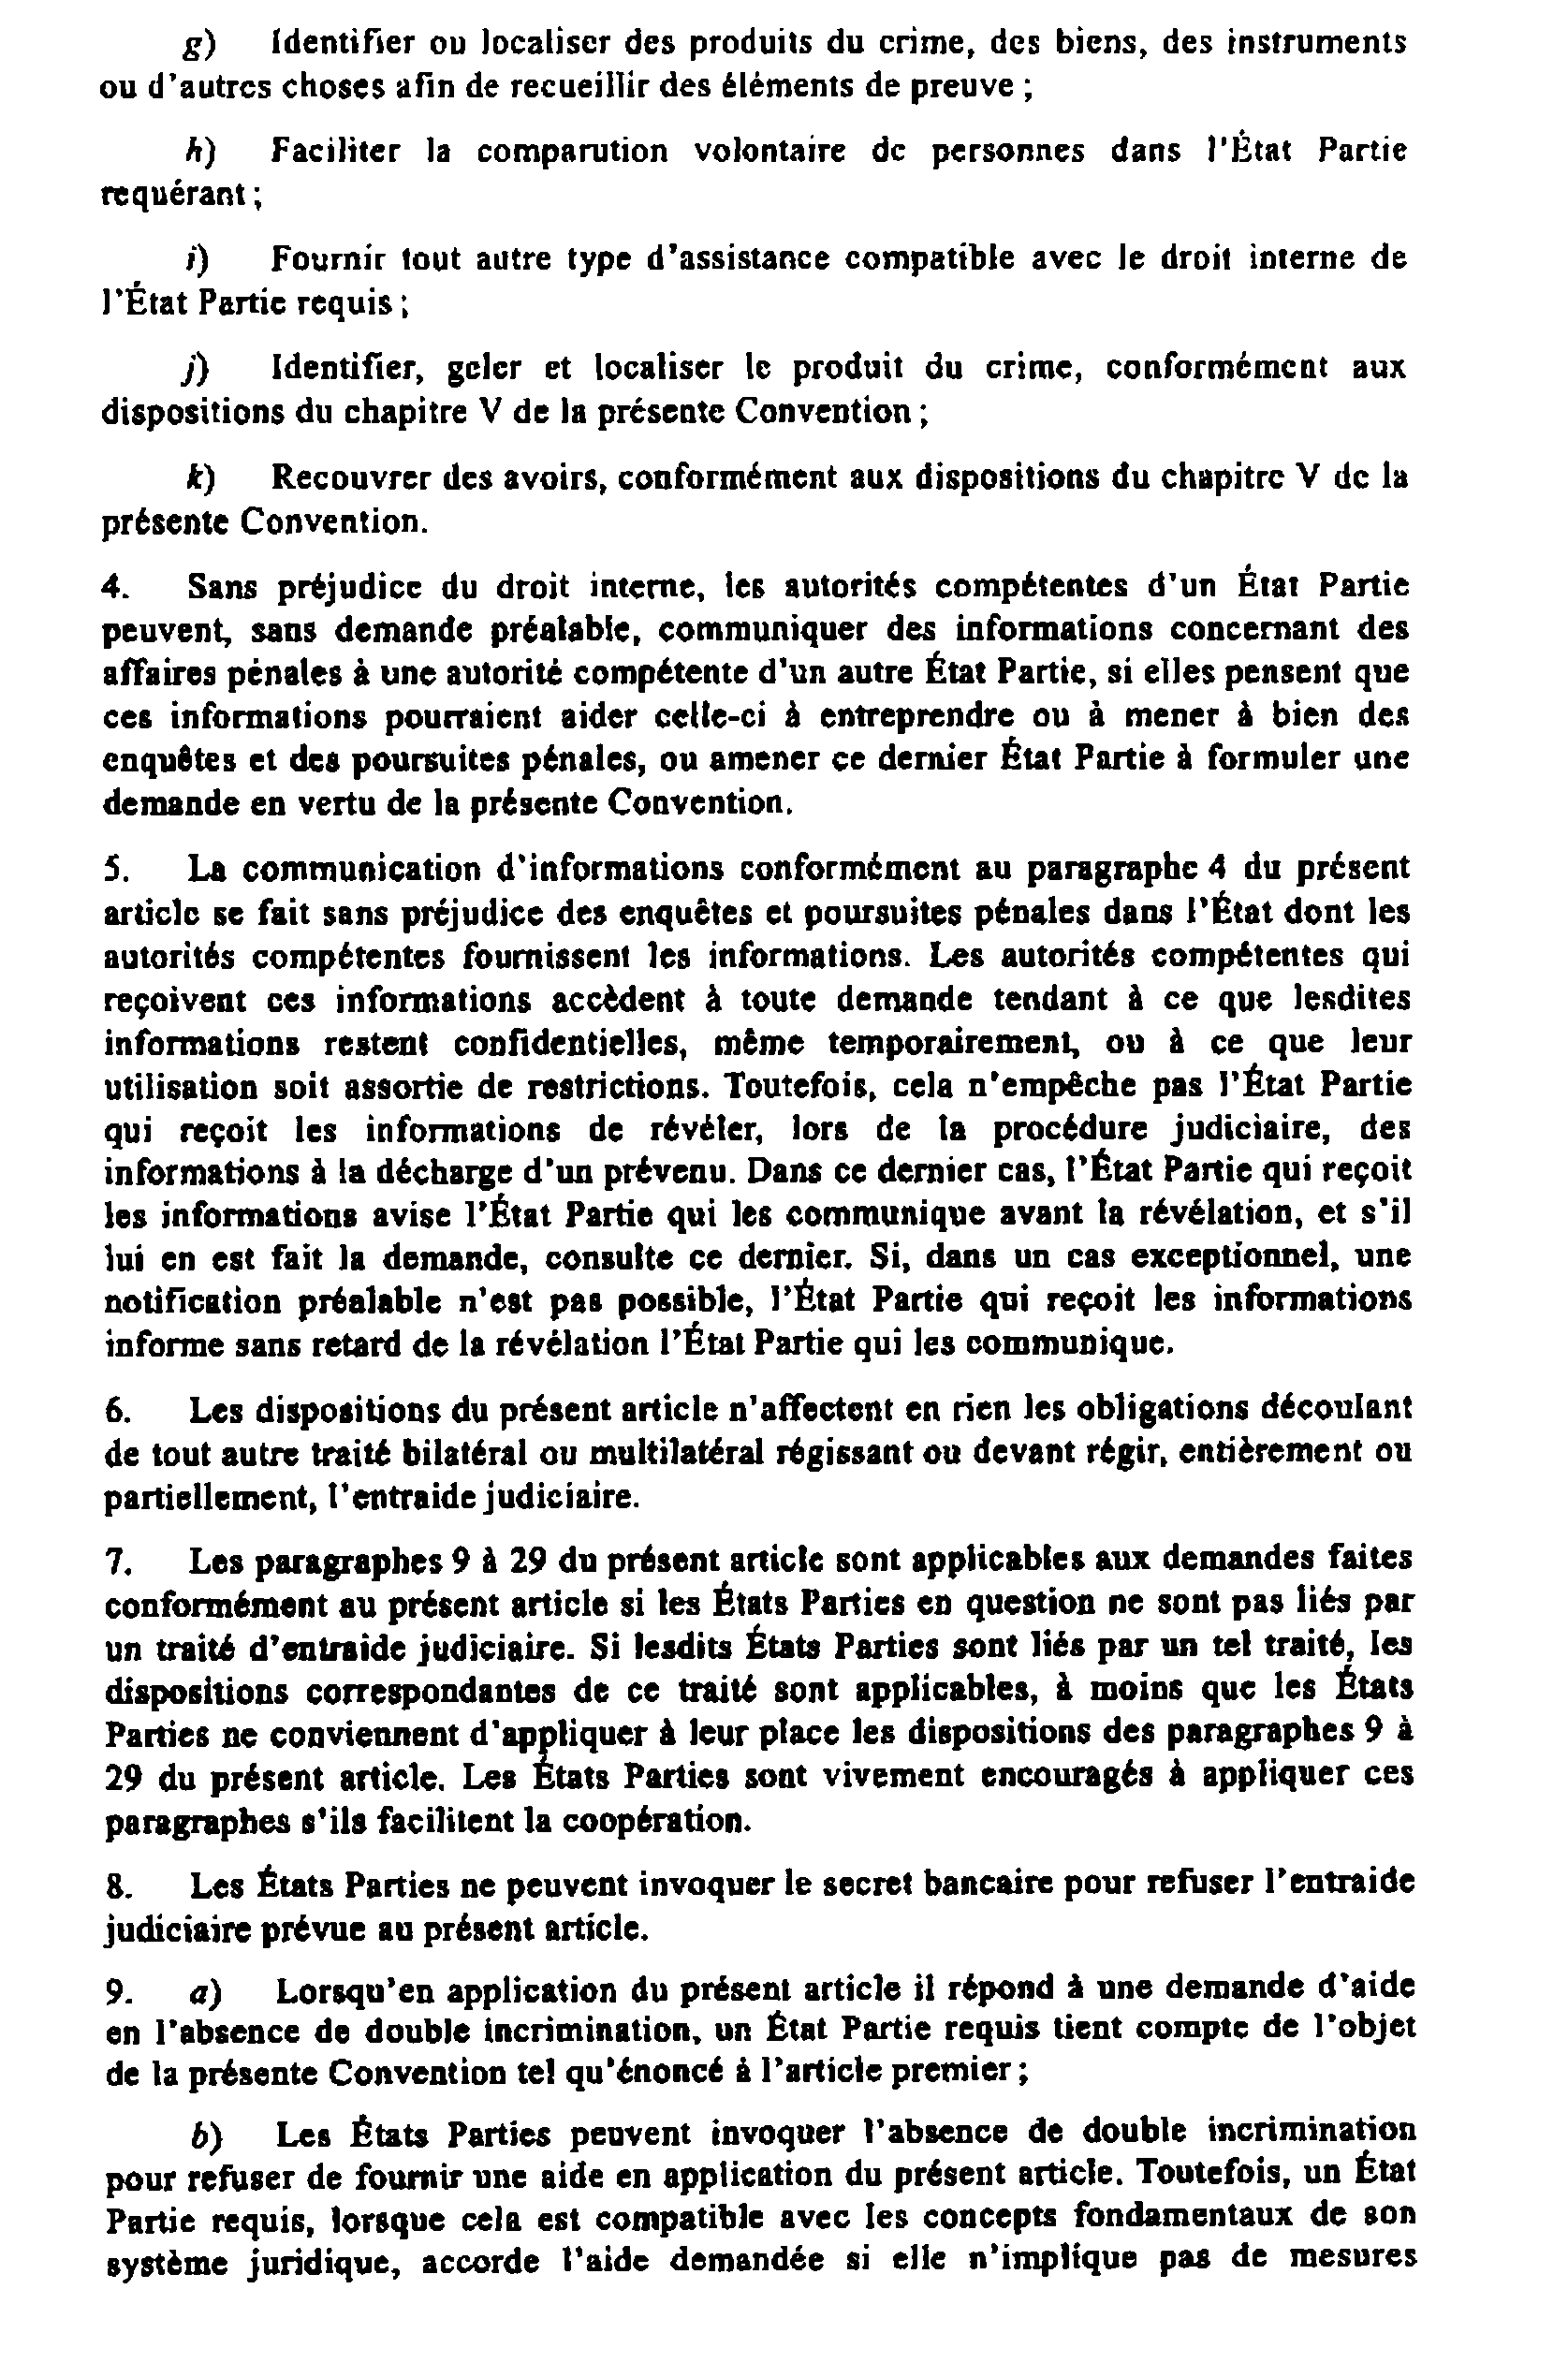 g) Identifier ou localiser des produits du crime, des biens, des instruments
ou d'autres choses afin de recueillir des éléments de preuve ;
h) Faciliter la comparution volontaire de personnes dans l'État Partie
requérant ;
i) Fournir tout autre type d'assistance compatible avec le droit interne de
l'État Partie requis ;
j) Identifier, geler et localiser le produit du crime, conformément aux
dispositions du chapitre V de la présente Convention ;
k) Recouvrer des avoirs, conformément aux dispositions du chapitre V de la
présente Convention.
4. Sans préjudice du droit interne, les autorités compétentes d'un État Partie
peuvent, sans demande préalable, communiquer des informations concernant des
affaires pénales à une autorité compétente d'un autre État Partie, si elles pensent que
ces informations pourraient aider celle-ci à entreprendre ou à mener à bien des
enquêtes et des poursuites pénales, ou amener ce dernier État Partie à formuler une
demande en vertu de la présente Convention.
5. La communication d'informations conformément au paragraphe 4 du présent
article se fait sans préjudice des enquêtes et poursuites pénales dans l'État dont les
autorités compétentes fournissent les informations. Les autorités compétentes qui
reçoivent ces informations accèdent à toute demande tendant à ce que lesdites
informations restent confidentielles, même temporairement, ou à ce que leur
utilisation soit assortie de restrictions. Toutefois, cela n'empêche pas l'État Partie
qui reçoit les informations de révéler, lors de la procédure judiciaire, des
informations à la décharge d'un prévenu. Dans ce dernier cas, l'État Partie qui reçoit
les informations avise l'État Partie qui les communique avant la révélation, et s'il
lui en est fait la demande, consulte ce dernier. Si, dans un cas exceptionnel, une
notification préalable n'est pas possible, l'État Partie qui reçoit les informations
informe sans retard de la révélation l'État Partie qui les communique.
6. Les dispositions du présent article n'affectent en rien les obligations découlant
de tout autre traité bilatéral ou multilatéral régissant ou devant régir, entièrement ou
partiellement, l'entraide judiciaire.
7. Les paragraphes 9 à 29 du présent article sont applicables aux demandes faites
conformément au présent article si les États Parties en question ne sont pas liés par
un traité d'entraide judiciaire. Si lesdits États Parties sont liés par un tel traité, les
dispositions correspondantes de ce traité sont applicables, à moins que les États
Parties ne conviennent d'appliquer à leur place les dispositions des paragraphes 9 à
29 du présent article. Les États Parties sont vivement encouragés à appliquer ces
paragraphes s'ils facilitent la coopération.
8. Les États Parties ne peuvent invoquer le secret bancaire pour refuser l'entraide
judiciaire prévue au présent article.
9. a) Lorsqu'en application du présent article il répond à une demande d'aide
en l'absence de double incrimination, un État Partie requis tient compte de l'objet
de la présente Convention tel qu'énoncé à l'article premier ;
b) Les États Parties peuvent invoquer l'absence de double incrimination
pour refuser de fournir une aide en application du présent article. Toutefois, un État
Partie requis, lorsque cela est compatible avec les concepts fondamentaux de son
système juridique, accorde l'aide demandée si elle n'implique pas de mesures